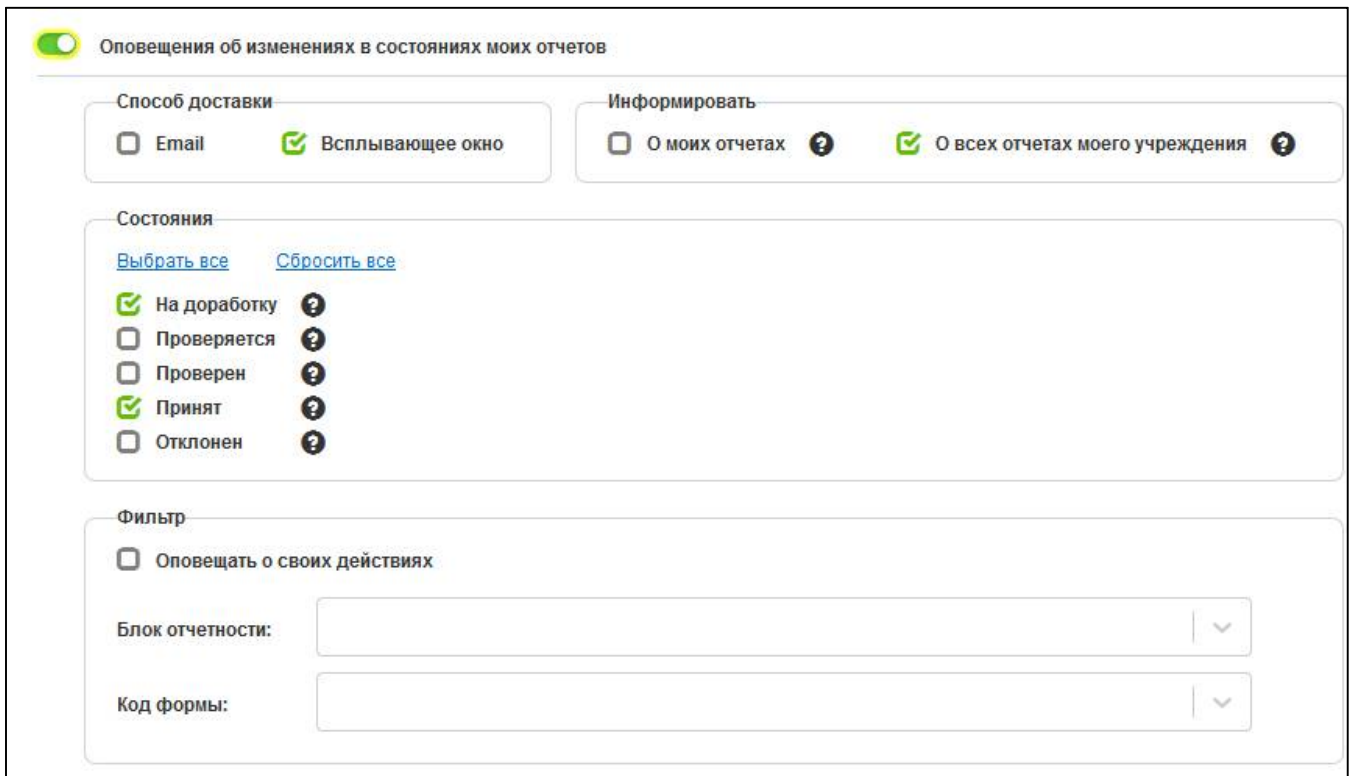 Оповещения об изменениях в состояниях моих отчетов
Способ доставки
Email Всплывающее окно
Информировать
О моих отчетах ? О всех отчетах моего учреждения ?
Состояния
Выбрать все Сбросить все
На доработку ?
Проверяется ?
Проверен ?
Принят ?
Отклонен ?
Фильтр
Оповещать о своих действиях
Блок отчетности:
Код формы: